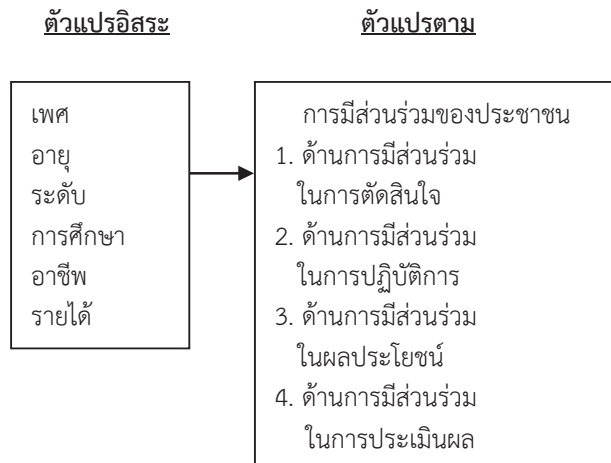 ตัวแปรอิสระ
ตัวแปรตาม
เพศ
อายุ
ระดับ
การศึกษา
อาชีพ
รายได้
การมีส่วนร่วมของประชาชน
1. ด้านการมีส่วนร่วม
ในการตัดสินใจ
2. ด้านการมีส่วนร่วม
ในการปฏิบัติการ
3. ด้านการมีส่วนร่วม
ในผลประโยชน์
4. ด้านการมีส่วนร่วม
ในการประเมินผล